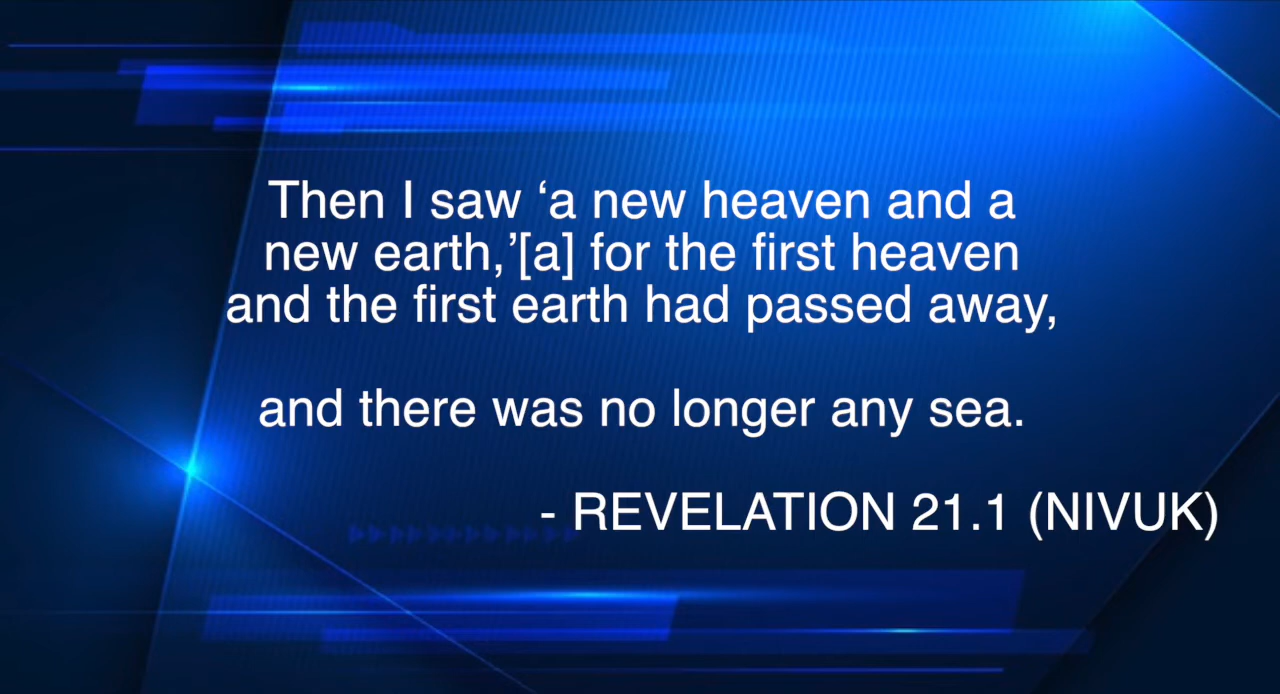 Then I saw ‘a new heaven and a
new earth,’[a] for the first heaven
and the first earth had passed away,
and there was no longer any sea.
- REVELATION 21.1 (NIVUK)